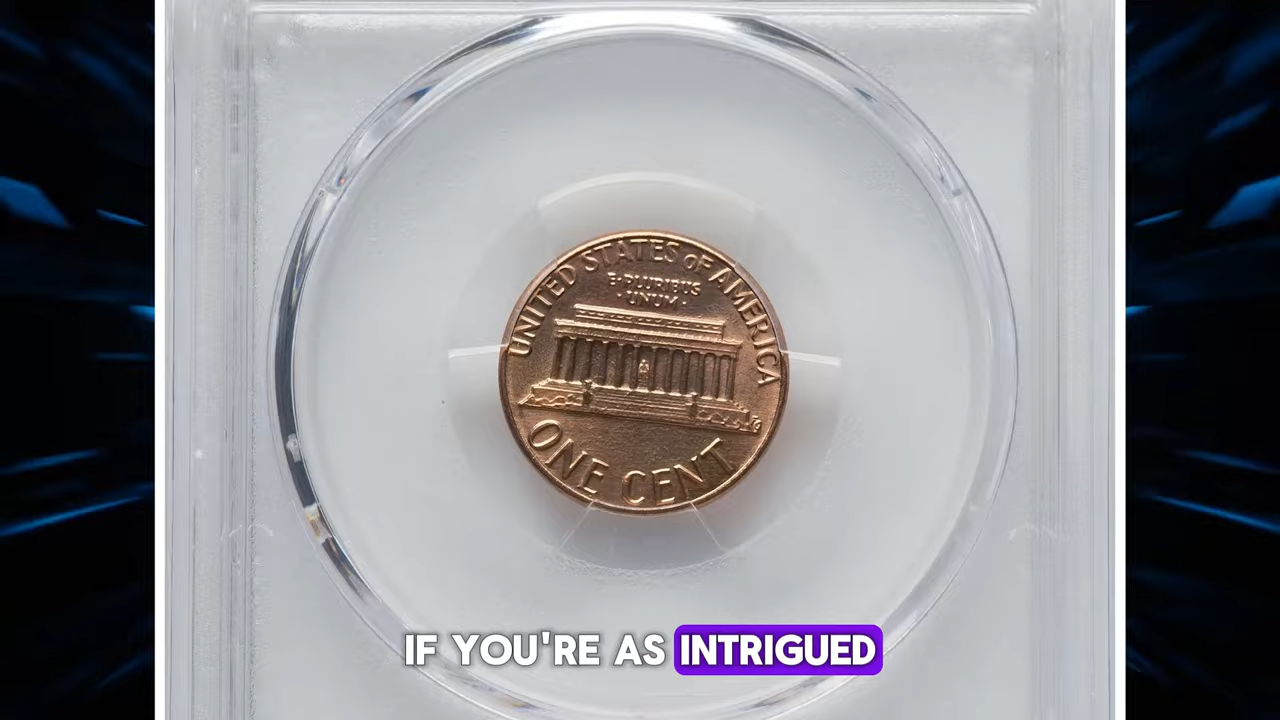 UNITED STATES OF AMERICA
E·PLURIBUS
·UNUM·
ONE CENT
IF YOU'RE AS INTRIGUED